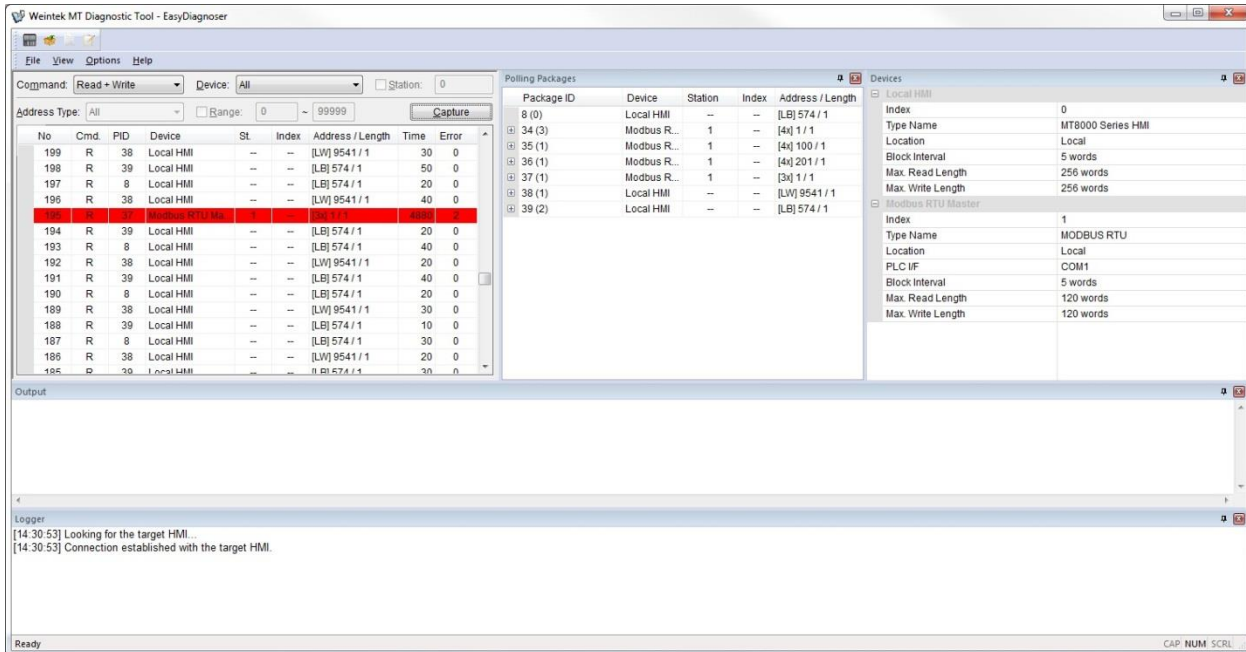 Weintek MT Diagnostic Tool - EasyDiagnoser
File View Options Help
Command: Read + Write Device: All Station: 0
Address Type: All Range: 0 ~ 99999 Capture
No Cmd. PID Device St. Index Address / Length Time Error
199 R 38 Local HMI -- -- [LW] 9541 / 1 30 0
198 R 39 Local HMI -- -- [LB] 574 / 1 50 0
197 R 8 Local HMI -- -- [LB] 574 / 1 20 0
196 R 38 Local HMI -- -- [LW] 9541 / 1 40 0
195 R 37 Modbus RTU Ma... 1 -- [3x] 1 / 1 4880 2
194 R 39 Local HMI -- -- [LB] 574 / 1 20 0
193 R 8 Local HMI -- -- [LB] 574 / 1 40 0
192 R 38 Local HMI -- -- [LW] 9541 / 1 20 0
191 R 39 Local HMI -- -- [LB] 574 / 1 40 0
190 R 8 Local HMI -- -- [LB] 574 / 1 20 0
189 R 38 Local HMI -- -- [LW] 9541 / 1 30 0
188 R 39 Local HMI -- -- [LB] 574 / 1 10 0
187 R 8 Local HMI -- -- [LB] 574 / 1 30 0
186 R 38 Local HMI -- -- [LW] 9541 / 1 20 0
185 R 39 Local HMI -- -- [LB] 574 / 1 30 0
Polling Packages
Package ID Device Station Index Address / Length
8 (0) Local HMI -- -- [LB] 574 / 1
34 (3) Modbus R... 1 -- [4x] 1 / 1
35 (1) Modbus R... 1 -- [4x] 100 / 1
36 (1) Modbus R... 1 -- [4x] 201 / 1
37 (1) Modbus R... 1 -- [3x] 1 / 1
38 (1) Local HMI -- -- [LW] 9541 / 1
39 (2) Local HMI -- -- [LB] 574 / 1
Devices
Local HMI
Index 0
Type Name MT8000 Series HMI
Location Local
Block Interval 5 words
Max. Read Length 256 words
Max. Write Length 256 words
Modbus RTU Master
Index 1
Type Name MODBUS RTU
Location Local
PLC I/F COM1
Block Interval 5 words
Max. Read Length 120 words
Max. Write Length 120 words
Output
Logger
[14:30:53] Looking for the target HMI...
[14:30:53] Connection established with the target HMI.
Ready CAP NUM SCRL